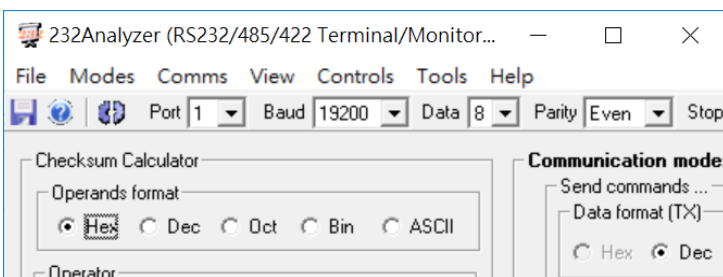 232Analyzer (RS232/485/422 Terminal/Monitor...
File Modes Comms View Controls Tools Help
Port 1 Baud 19200 Data 8 Parity Even Stop
Checksum Calculator
Operands format
Hex Dec Oct Bin ASCII
Operator
Communication mode
Send commands ...
Data format (TX)
Hex Dec